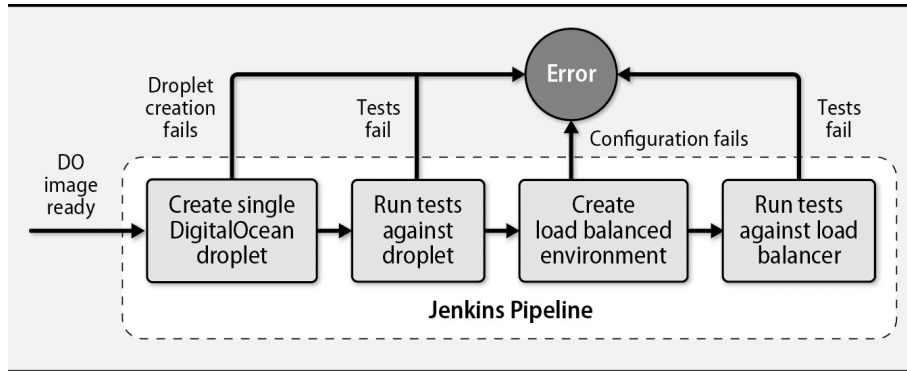 Error
Droplet
creation
fails
Tests
fail
Configuration fails
Tests
fail
DO
image
ready
Create single
DigitalOcean
droplet
Run tests
against
droplet
Create
load balanced
environment
Run tests
against load
balancer
Jenkins Pipeline